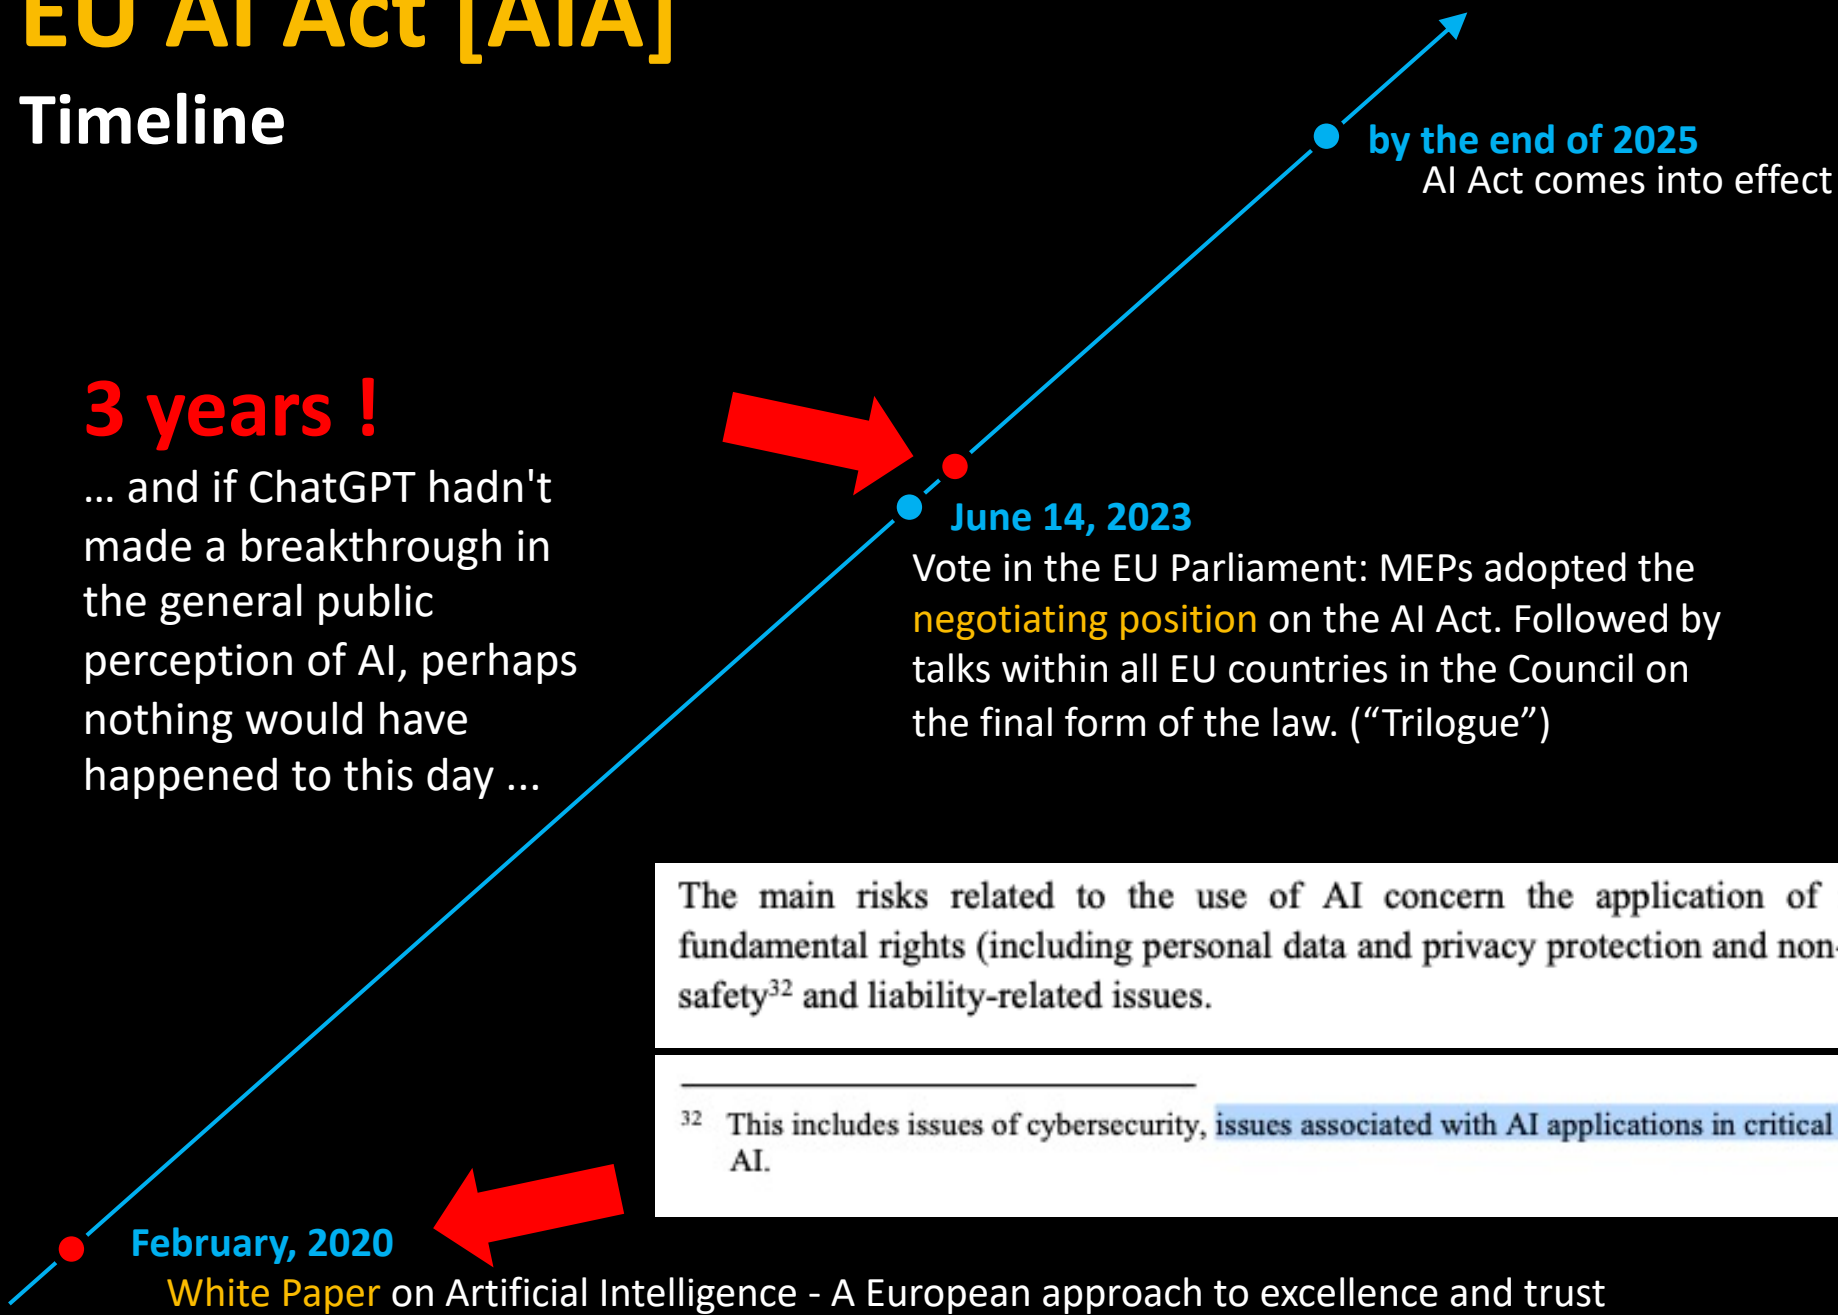 EU AI Act [AIA]
Timeline
by the end of 2025
AI Act comes into effect
3 years !
... and if ChatGPT hadn't
made a breakthrough in
the general public
perception of AI, perhaps
nothing would have
happened to this day ...
June 14, 2023
Vote in the EU Parliament: MEPs adopted the
negotiating position on the AI Act. Followed by
talks within all EU countries in the Council on
the final form of the law. (“Trilogue”)
The main risks related to the use of AI concern the application of
fundamental rights (including personal data and privacy protection and non-
safety³² and liability-related issues.
³² This includes issues of cybersecurity, issues associated with AI applications in critical
AI.
February, 2020
White Paper on Artificial Intelligence - A European approach to excellence and trust